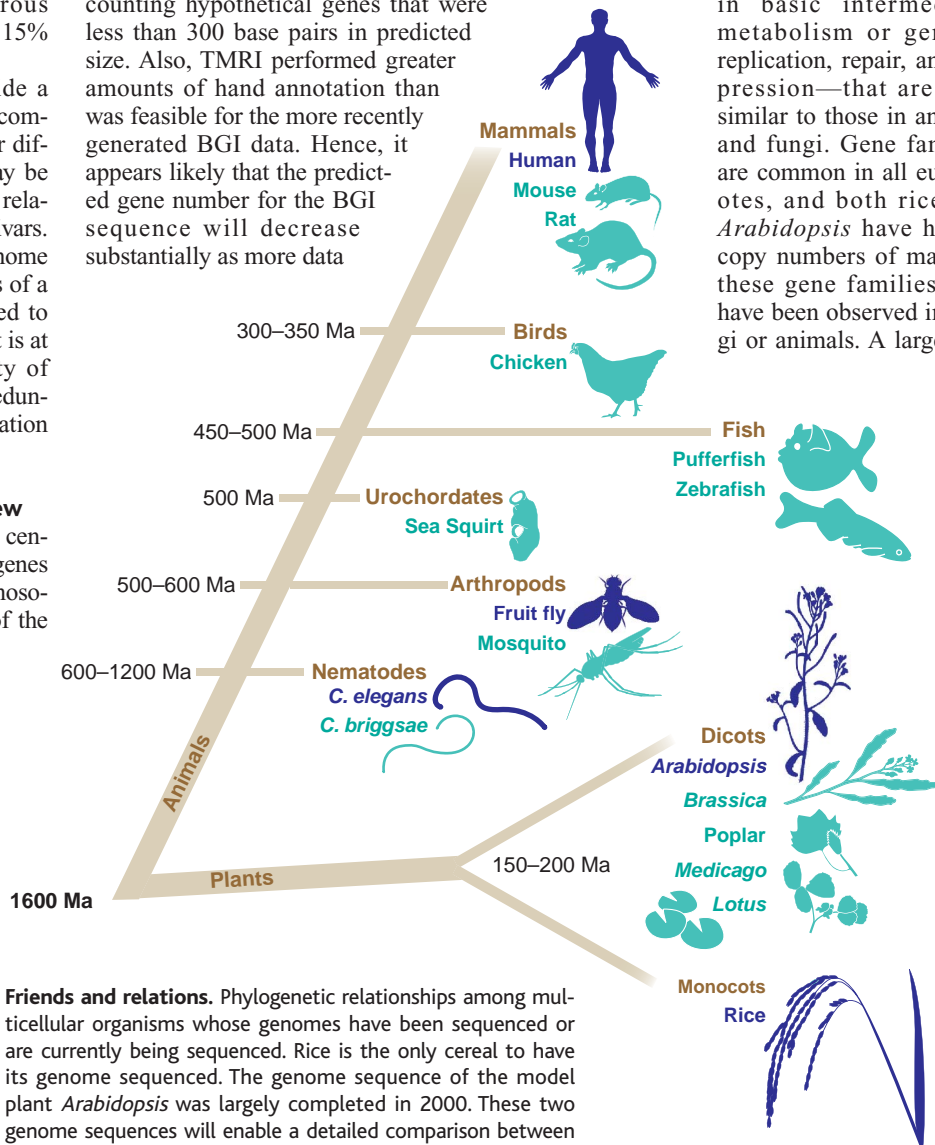 rous
15%
de a
com-
r dif-
ay be
rela-
ivars.
nome
s of a
ed to
t is at
ty of
edun-
ation
ew
cen-
genes
noso-
of the
counting hypothetical genes that were
less than 300 base pairs in predicted
size. Also, TMRI performed greater
amounts of hand annotation than
was feasible for the more recently
generated BGI data. Hence, it
appears likely that the predict-
ed gene number for the BGI
sequence will decrease
substantially as more data
in basic intermed
metabolism or gen
replication, repair, an
pression—that are
similar to those in an
and fungi. Gene fam
are common in all eu
otes, and both rice
Arabidopsis have h
copy numbers of ma
these gene families
have been observed in
gi or animals. A large
Mammals
Human
Mouse
Rat
300–350 Ma
Birds
Chicken
450–500 Ma
Fish
Pufferfish
Zebrafish
500 Ma
Urochordates
Sea Squirt
500–600 Ma
Arthropods
Fruit fly
Mosquito
600–1200 Ma
Nematodes
C. elegans
C. briggsae
Animals
Dicots
Arabidopsis
Brassica
Poplar
Medicago
Lotus
150–200 Ma
Plants
1600 Ma
Monocots
Rice
Friends and relations. Phylogenetic relationships among mul-
ticellular organisms whose genomes have been sequenced or
are currently being sequenced. Rice is the only cereal to have
its genome sequenced. The genome sequence of the model
plant Arabidopsis was largely completed in 2000. These two
genome sequences will enable a detailed comparison between